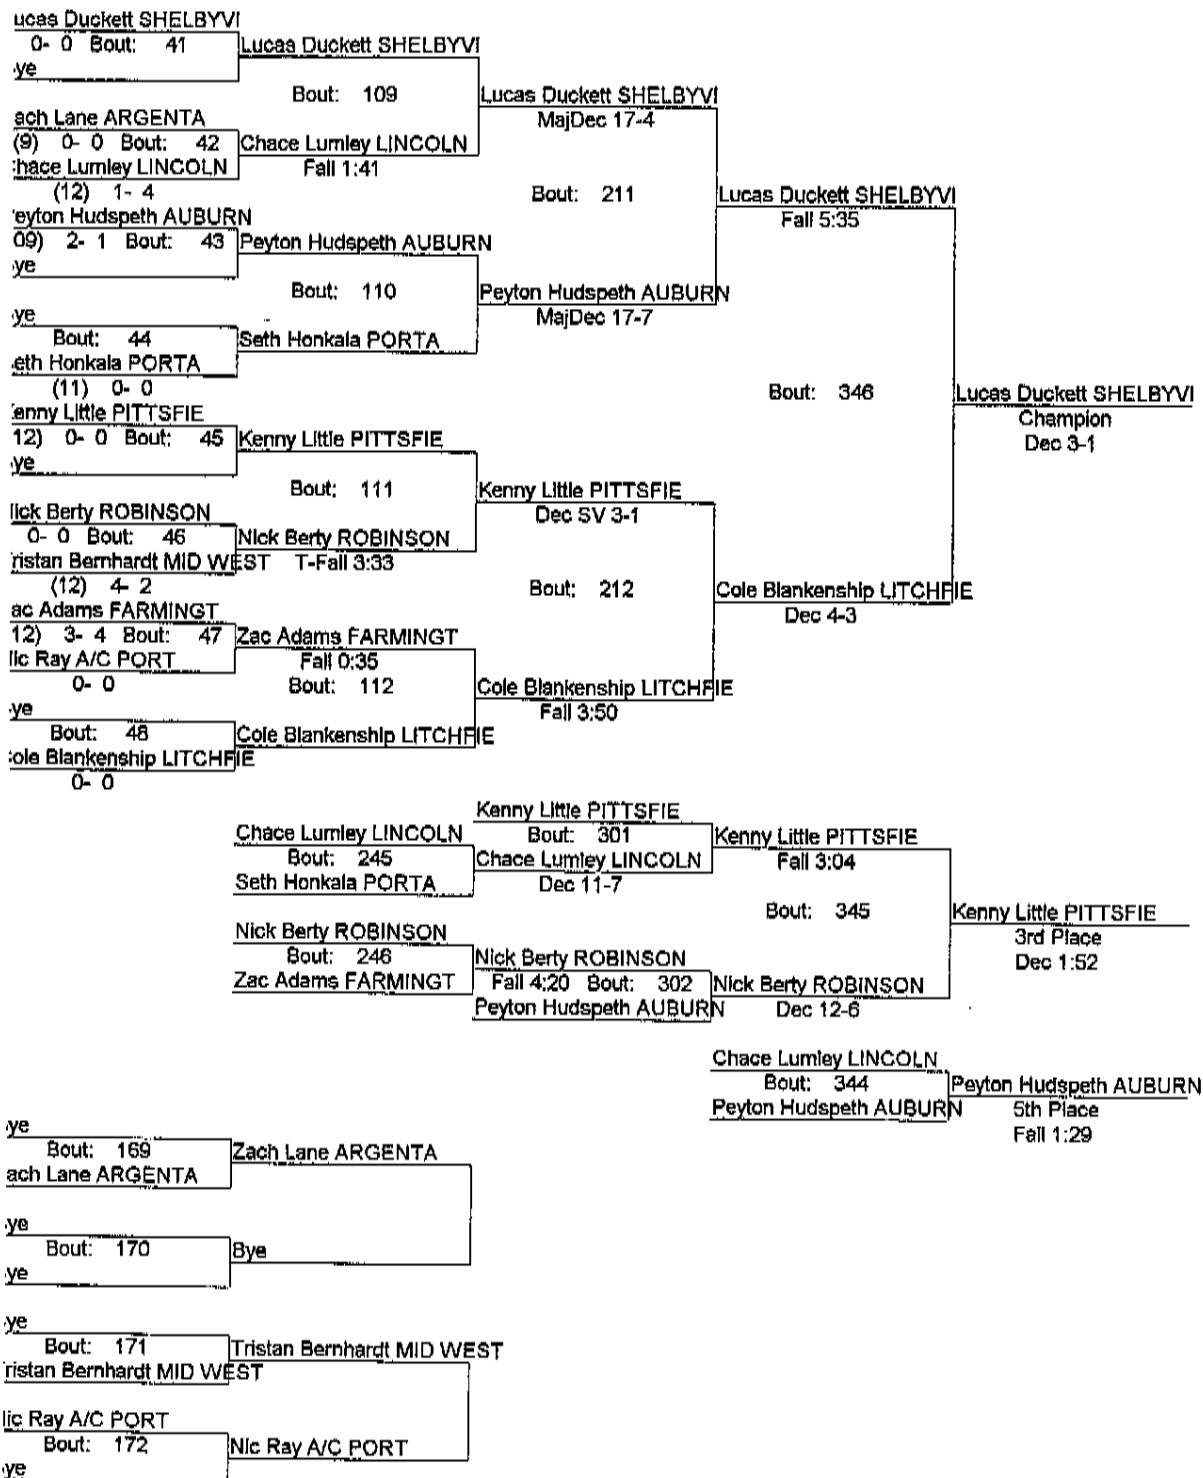 ucas Duckett SHELBYVI
0- 0 Bout: 41
Lucas Duckett SHELBYVI
ye
Bout: 109
Lucas Duckett SHELBYVI
MajDec 17-4
ach Lane ARGENTA
(9) 0- 0 Bout: 42
Chace Lumley LINCOLN
Fall 1:41
hace Lumley LINCOLN
(12) 1- 4
Bout: 211
Lucas Duckett SHELBYVI
Fall 5:35
eyton Hudspeth AUBURN
09) 2- 1 Bout: 43
Peyton Hudspeth AUBURN
ye
Bout: 110
Peyton Hudspeth AUBURN
MajDec 17-7
ye
Bout: 44
Seth Honkala PORTA
eth Honkala PORTA
(11) 0- 0
Bout: 346
Lucas Duckett SHELBYVI
Champion
Dec 3-1
enny Little PITTSFIE
12) 0- 0 Bout: 45
Kenny Little PITTSFIE
ye
Bout: 111
Kenny Little PITTSFIE
Dec SV 3-1
lick Berty ROBINSON
0- 0 Bout: 46
Nick Berty ROBINSON
T-Fall 3:33
ristan Bernhardt MID WEST
(12) 4- 2
Bout: 212
Cole Blankenship LITCHFIE
Dec 4-3
ac Adams FARMINGT
12) 3- 4 Bout: 47
Zac Adams FARMINGT
Fall 0:35
lic Ray A/C PORT
0- 0
Bout: 112
Cole Blankenship LITCHFIE
Fall 3:50
ye
Bout: 48
Cole Blankenship LITCHFIE
ole Blankenship LITCHFIE
0- 0
Kenny Little PITTSFIE
Chace Lumley LINCOLN
Bout: 301
Kenny Little PITTSFIE
Bout: 245
Chace Lumley LINCOLN
Fall 3:04
Seth Honkala PORTA
Dec 11-7
Bout: 345
Kenny Little PITTSFIE
3rd Place
Dec 1:52
Nick Berty ROBINSON
Bout: 246
Nick Berty ROBINSON
Zac Adams FARMINGT
Fall 4:20 Bout: 302
Nick Berty ROBINSON
Peyton Hudspeth AUBURN
Dec 12-6
Chace Lumley LINCOLN
Bout: 344
Peyton Hudspeth AUBURN
Peyton Hudspeth AUBURN
5th Place
Fall 1:29
ye
Bout: 169
Zach Lane ARGENTA
ach Lane ARGENTA
ye
Bout: 170
Bye
ye
ye
Bout: 171
Tristan Bernhardt MID WEST
ristan Bernhardt MID WEST
lic Ray A/C PORT
Bout: 172
Nic Ray A/C PORT
ye